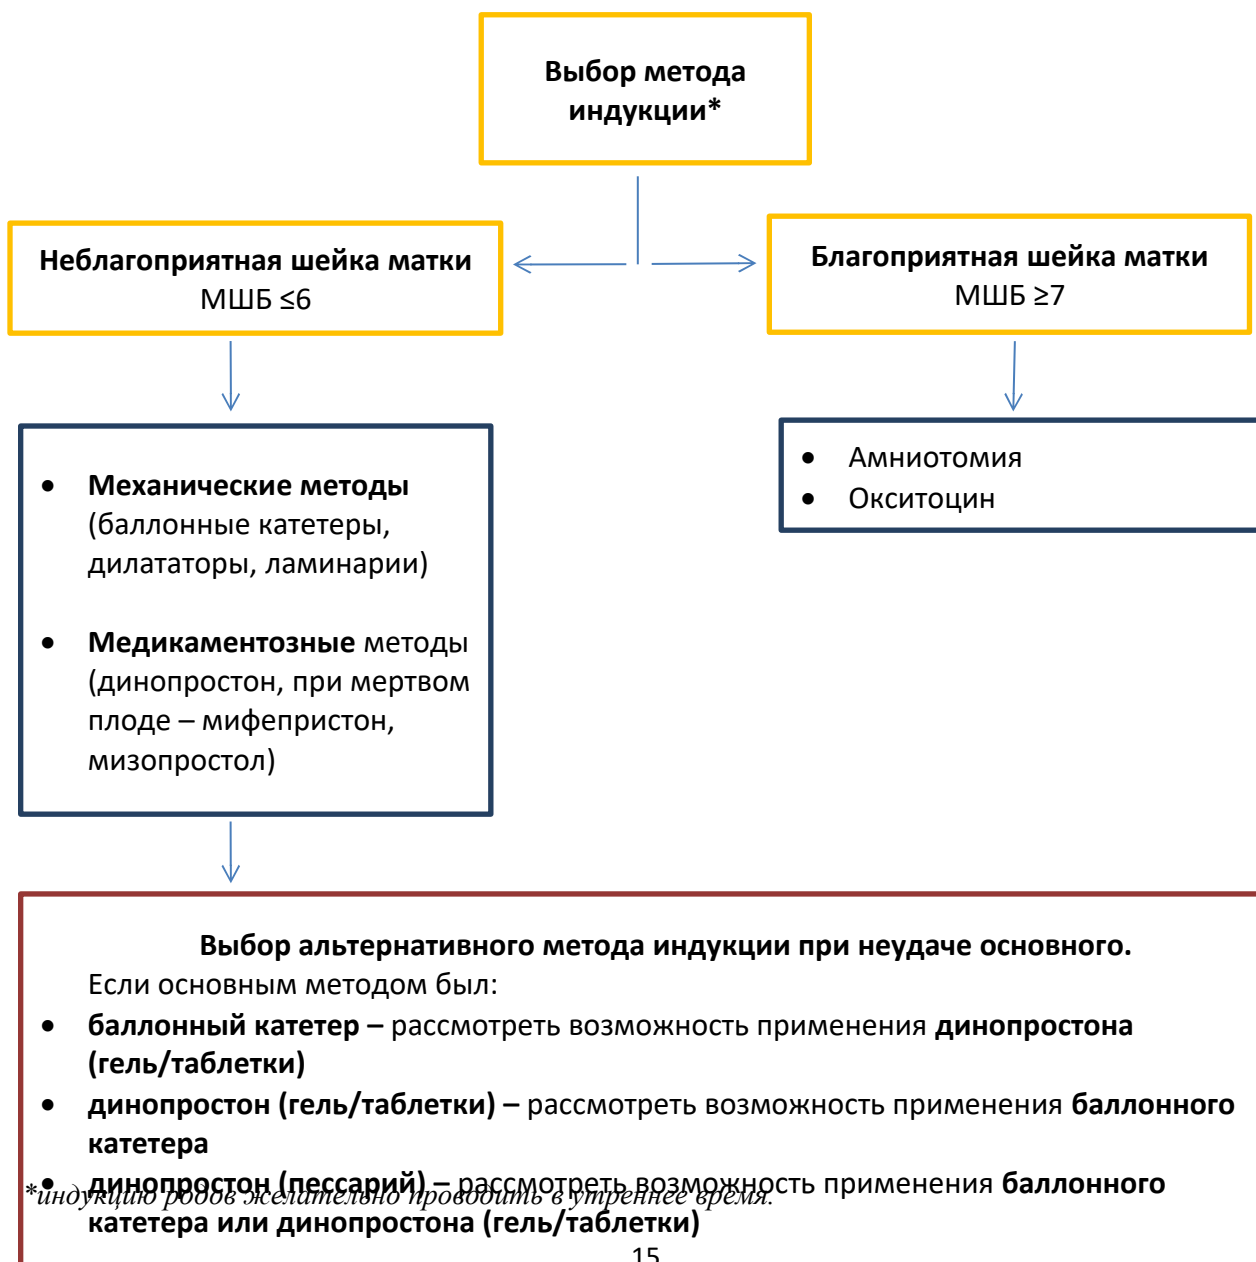 Выбор метода
индукции*
Неблагоприятная шейка матки
МШБ ≤6
Благоприятная шейка матки
МШБ ≥7
• Механические методы
(баллонные катетеры,
дилататоры, ламинарии)
• Медикаментозные методы
(динопростон, при мертвом
плоде – мифепристон,
мизопростол)
• Амниотомия
• Окситоцин
Выбор альтернативного метода индукции при неудаче основного.
Если основным методом был:
• баллонный катетер – рассмотреть возможность применения динопростона
(гель/таблетки)
• динопростон (гель/таблетки) – рассмотреть возможность применения баллонного
катетера
• динопростон (пессарий) – рассмотреть возможность применения баллонного
катетера или динопростона (гель/таблетки)
*индукцию родов желательно проводить в утреннее время.
15